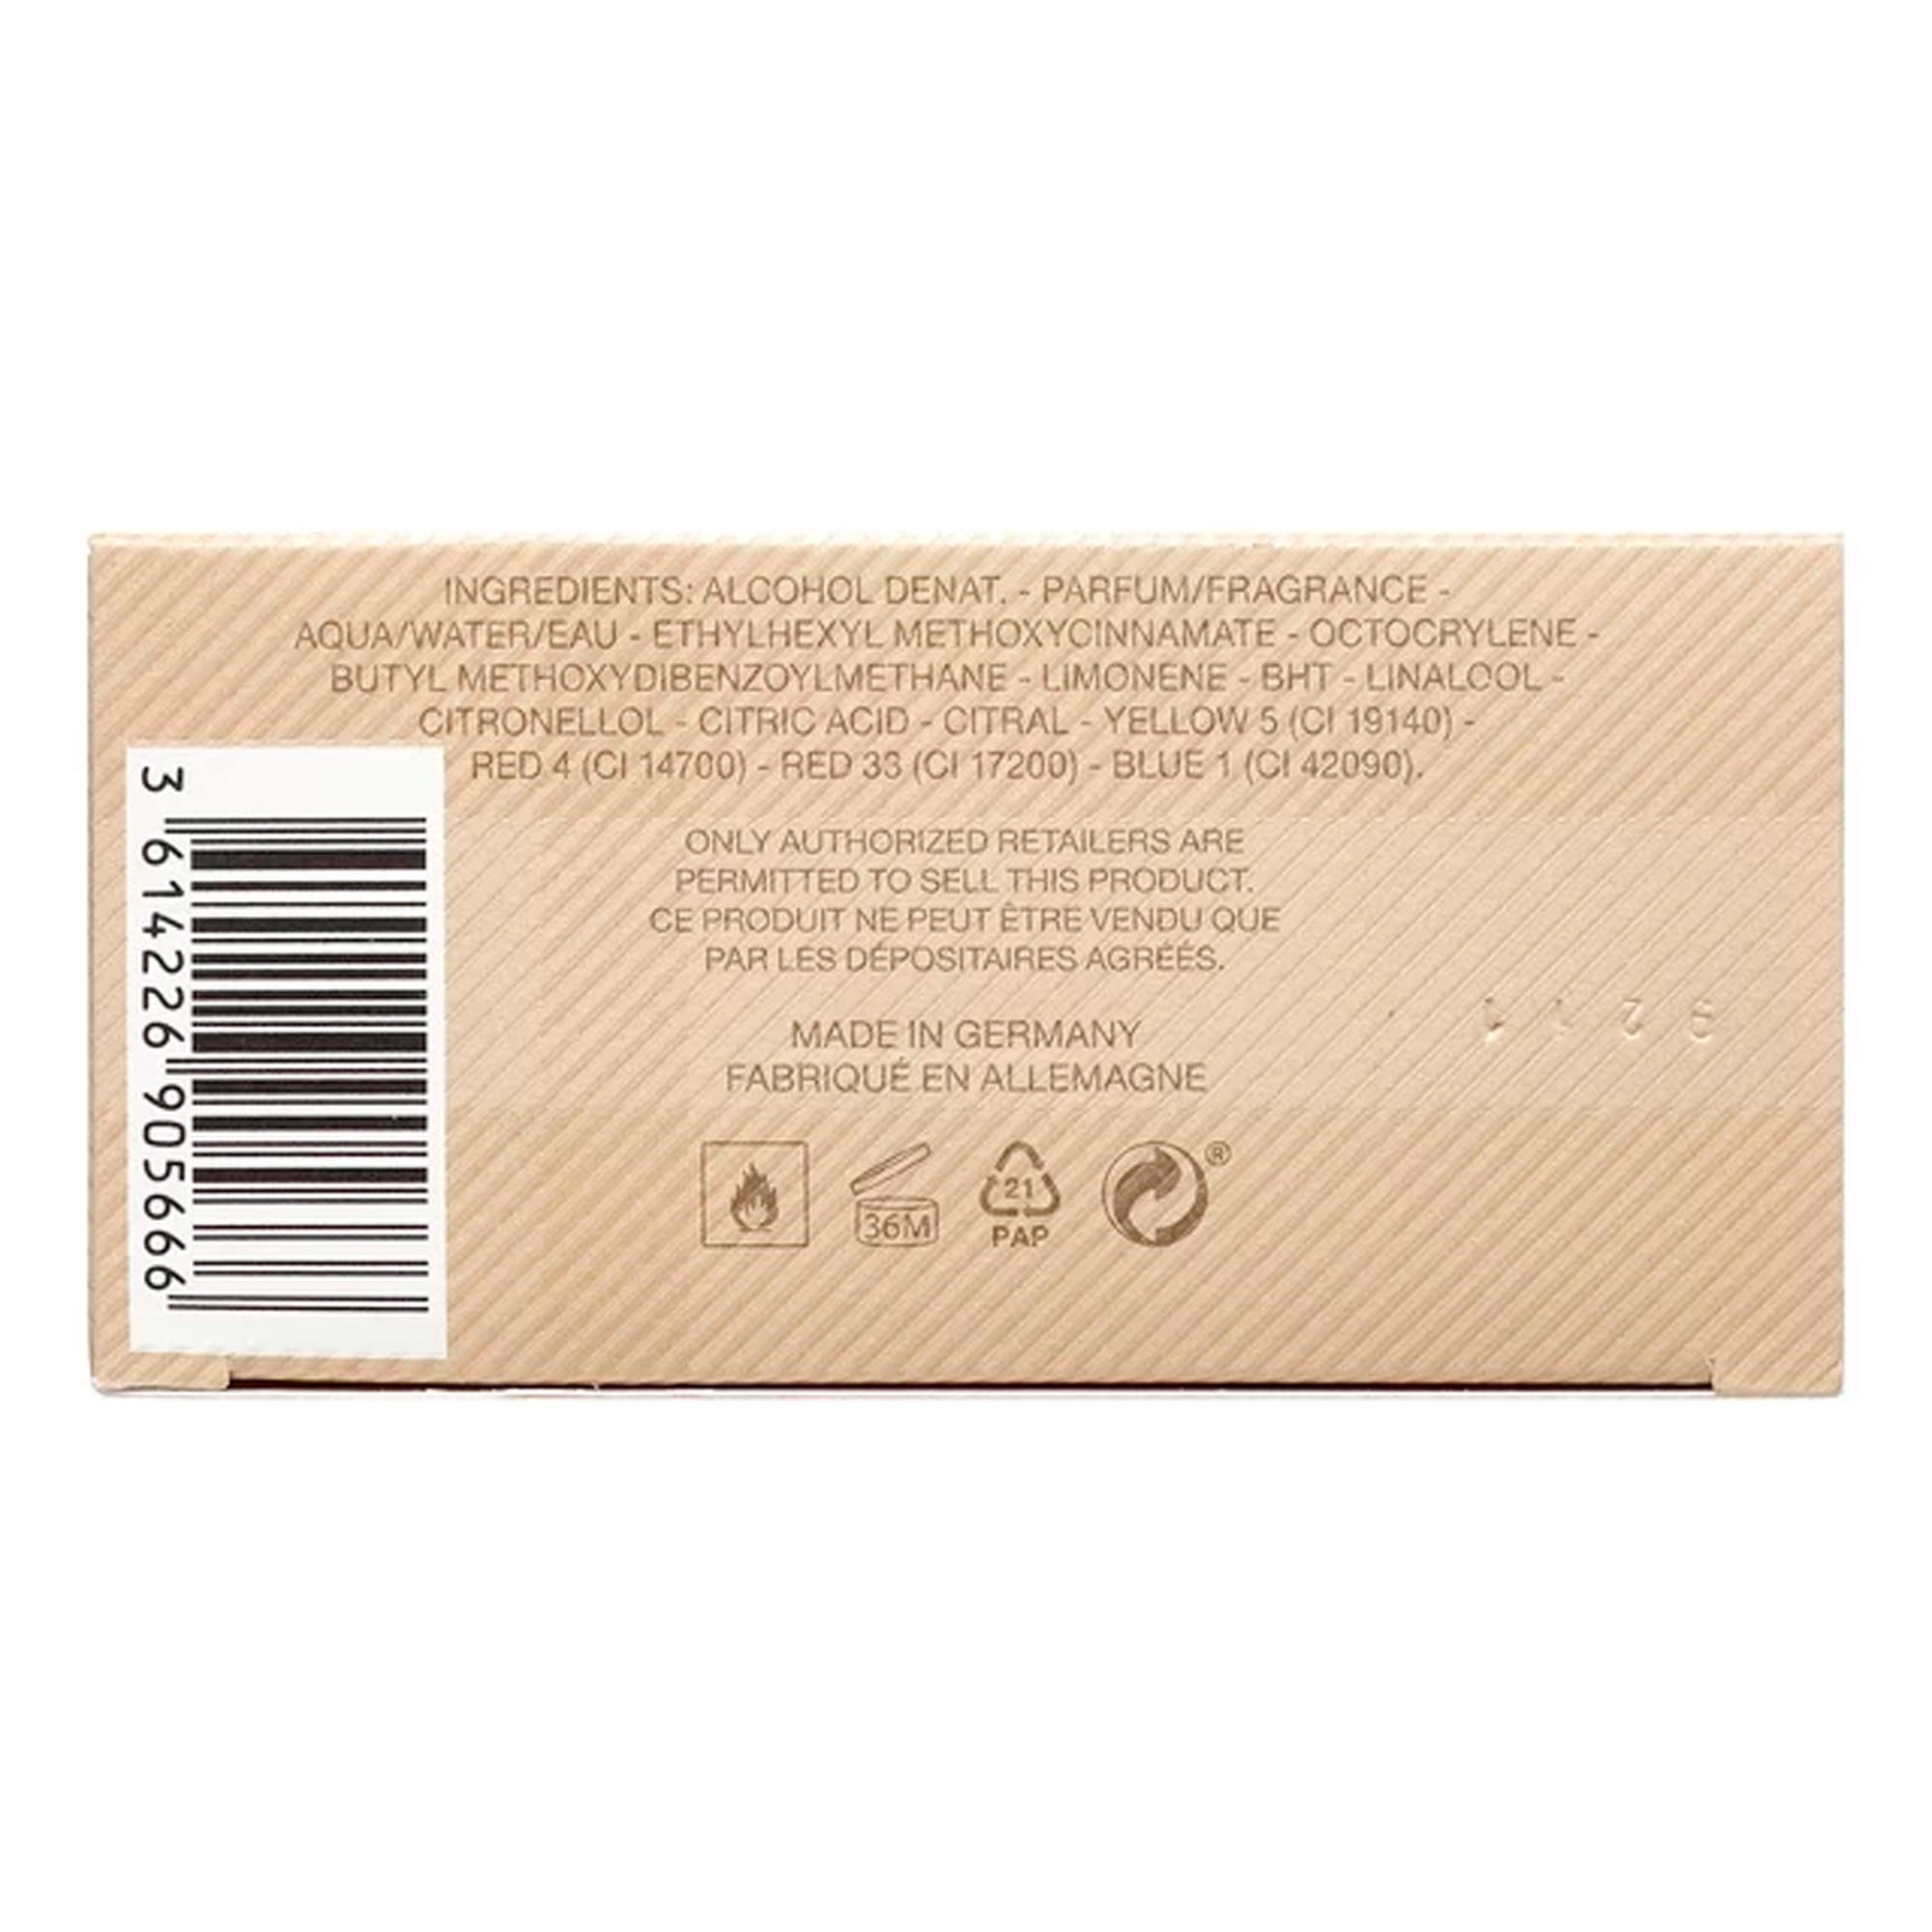 INGREDIENTS: ALCOHOL DENAT. - PARFUM/FRAGRANCE -
AQUA/WATER/EAU - ETHYLHEXYL METHOXYCINNAMATE - OCTOCRYLENE -
BUTYL METHOXYDIBENZOYLMETHANE - LIMONENE - BHT - LINALOOL -
CITRONELLOL - CITRIC ACID - CITRAL - YELLOW 5 (CI 19140) -
RED 4 (CI 14700) - RED 33 (CI 17200) - BLUE 1 (CI 42090).
3 614226 905666
ONLY AUTHORIZED RETAILERS ARE
PERMITTED TO SELL THIS PRODUCT.
CE PRODUIT NE PEUT ÊTRE VENDU QUE
PAR LES DÉPOSITAIRES AGRÉÉS.
MADE IN GERMANY
FABRIQUÉ EN ALLEMAGNE
36M
21
PAP
®